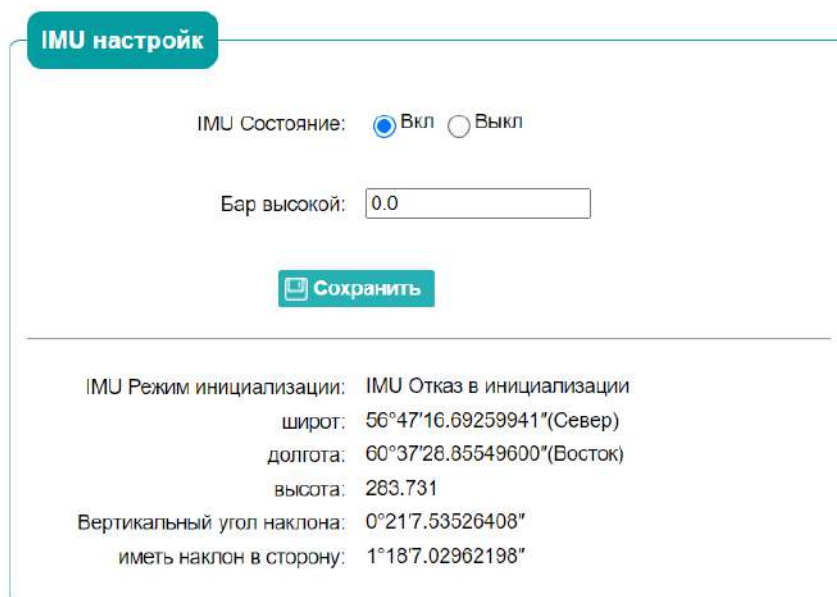 IMU настройк
IMU Состояние: Вкл Выкл
Бар высокой: 0.0
Сохранить
IMU Режим инициализации: IMU Отказ в инициализации
широт: 56°47'16.69259941"(Север)
долгота: 60°37'28.85549600"(Восток)
высота: 283.731
Вертикальный угол наклона: 0°21'7.53526408"
иметь наклон в сторону: 1°18'7.02962198"